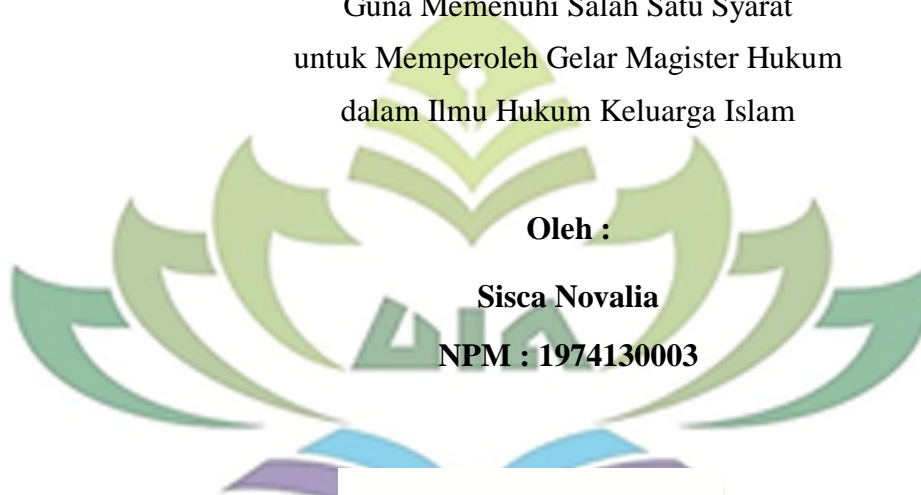 Guna Memenuhi Salah Satu Syarat
untuk Memperoleh Gelar Magister Hukum
dalam Ilmu Hukum Keluarga Islam
Oleh :
Sisca Novalia
NPM : 1974130003